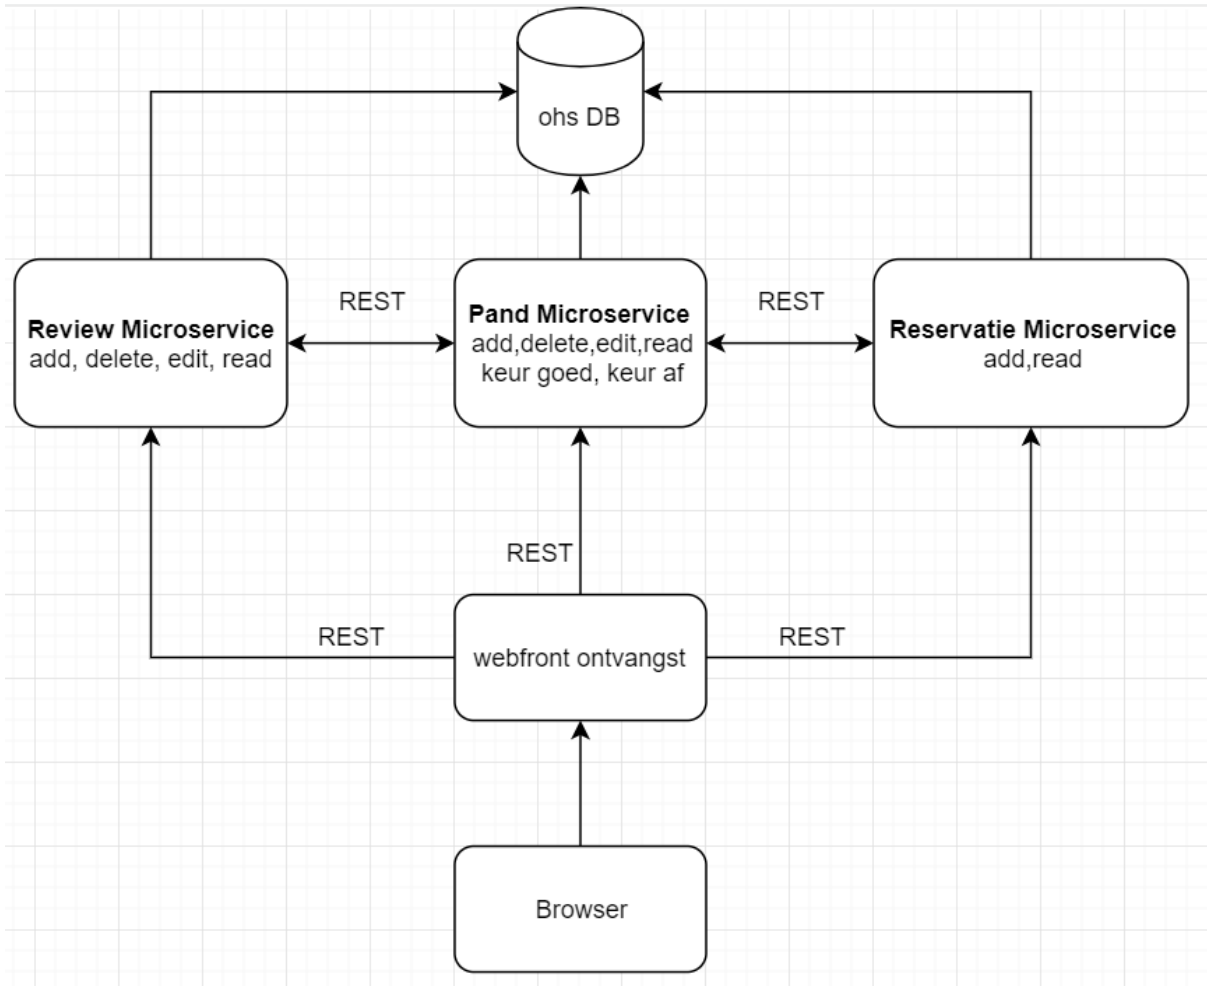 ohs DB
REST
REST
Review Microservice
add, delete, edit, read
Pand Microservice
add,delete,edit,read
keur goed, keur af
Reservatie Microservice
add,read
REST
REST
REST
webfront ontvangst
Browser